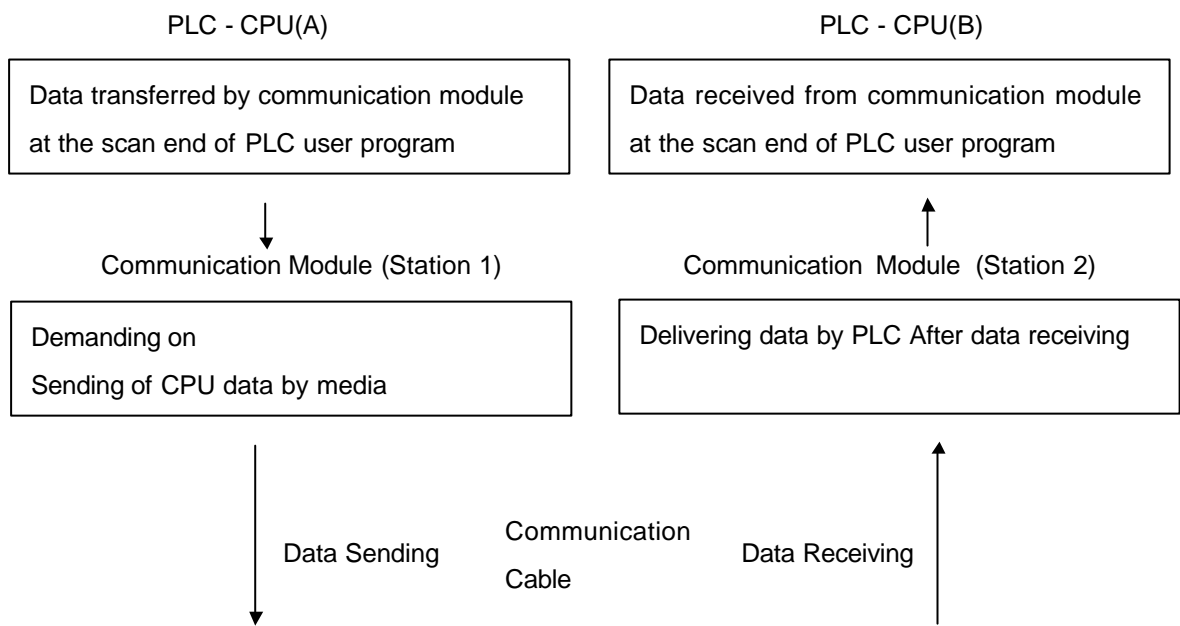 PLC - CPU(A)
Data transferred by communication module
at the scan end of PLC user program
Communication Module (Station 1)
Demanding on
Sending of CPU data by media
Data Sending
Communication
Cable
PLC - CPU(B)
Data received from communication module
at the scan end of PLC user program
Communication Module (Station 2)
Delivering data by PLC After data receiving
Data Receiving